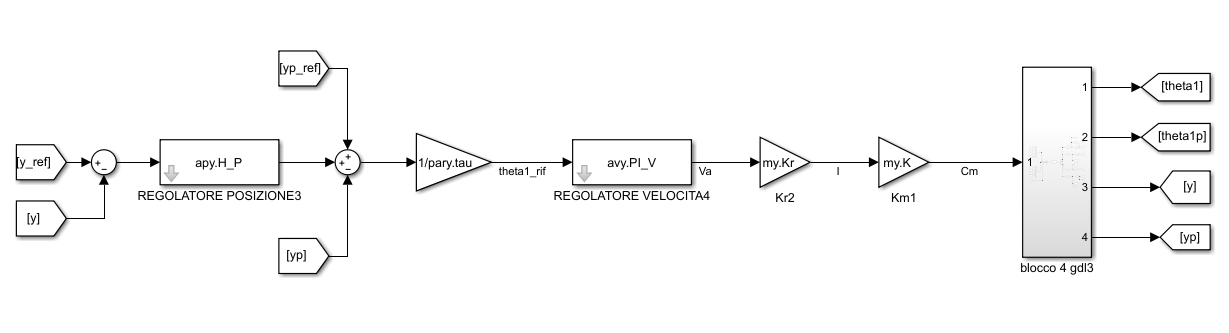 [yp_ref]
[y_ref]
apy.H_P
REGOLATORE POSIZIONE3
[y]
[yp]
1/pary.tau
theta1_rif
avy.PI_V
REGOLATORE VELOCITA4
Va
my.Kr
Kr2
I
my.K
Km1
Cm
1
1
2
3
4
blocco 4 gdl3
[theta1]
[theta1p]
[y]
[yp]